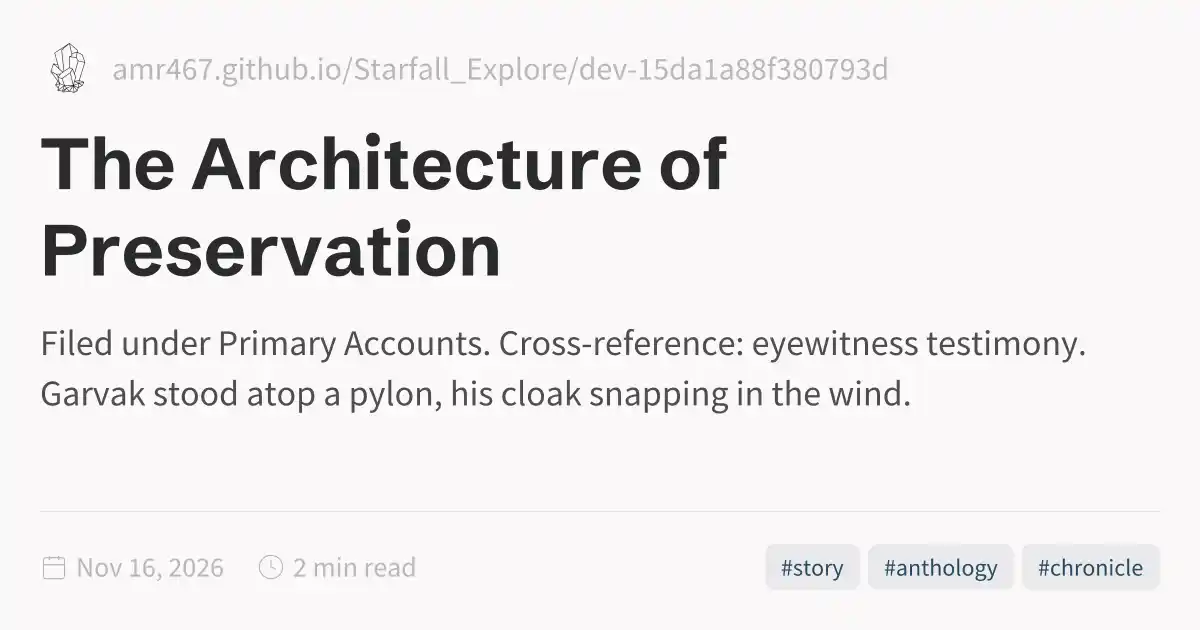 amr467.github.io/Starfall_Explore/dev-15da1a88f380793d
The Architecture of
Preservation
Filed under Primary Accounts. Cross-reference: eyewitness testimony.
Garvak stood atop a pylon, his cloak snapping in the wind.
Nov 16, 2026 2 min read #story #anthology #chronicle